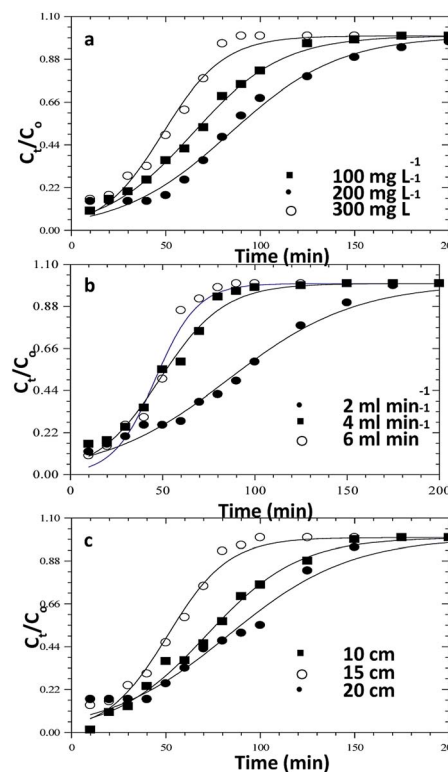 a
1.10
0.88
0.66
0.44
0.22
0.00
Ct/Co
100 mg L-1
200 mg L-1
300 mg L
0 50 100 150 200
Time (min)
b
1.10
0.88
0.66
0.44
0.22
0.00
Ct/Co
2 ml min-1
4 ml min-1
6 ml min
0 50 100 150 200
Time (min)
c
1.10
0.88
0.66
0.44
0.22
0.00
Ct/Co
10 cm
15 cm
20 cm
0 50 100 150 200
Time (min)